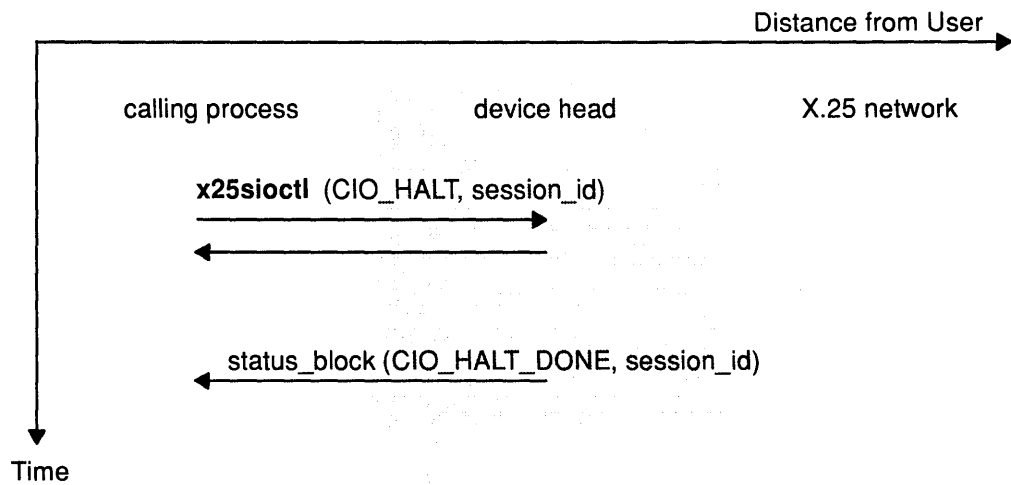 Distance from User
calling process device head X.25 network
x25sioctl (CIO_HALT, session_id)
status_block (CIO_HALT_DONE, session_id)
Time